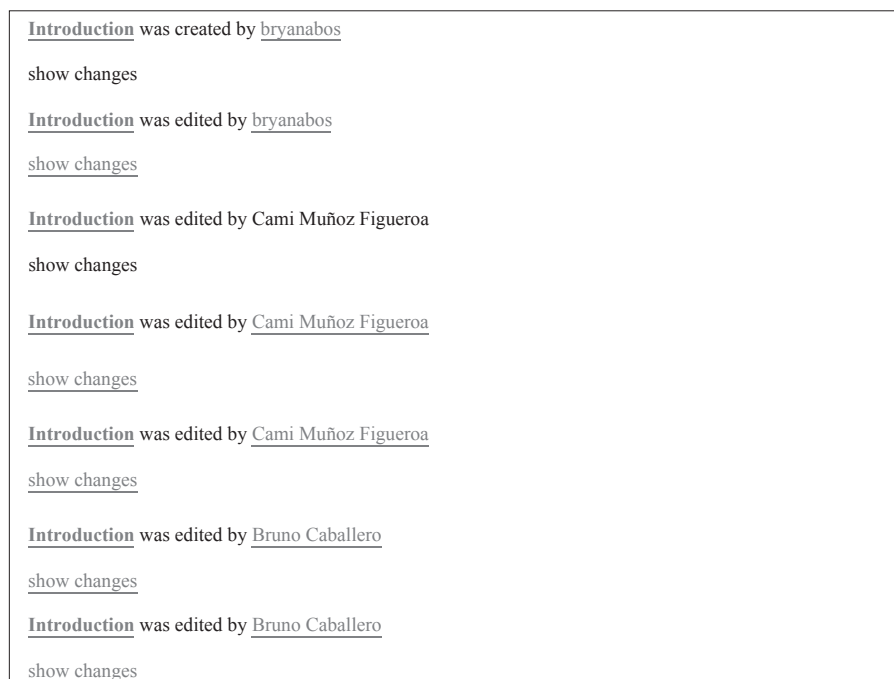 Introduction was created by bryanabos
show changes
Introduction was edited by bryanabos
show changes
Introduction was edited by Cami Muñoz Figueroa
show changes
Introduction was edited by Cami Muñoz Figueroa
show changes
Introduction was edited by Cami Muñoz Figueroa
show changes
Introduction was edited by Bruno Caballero
show changes
Introduction was edited by Bruno Caballero
show changes